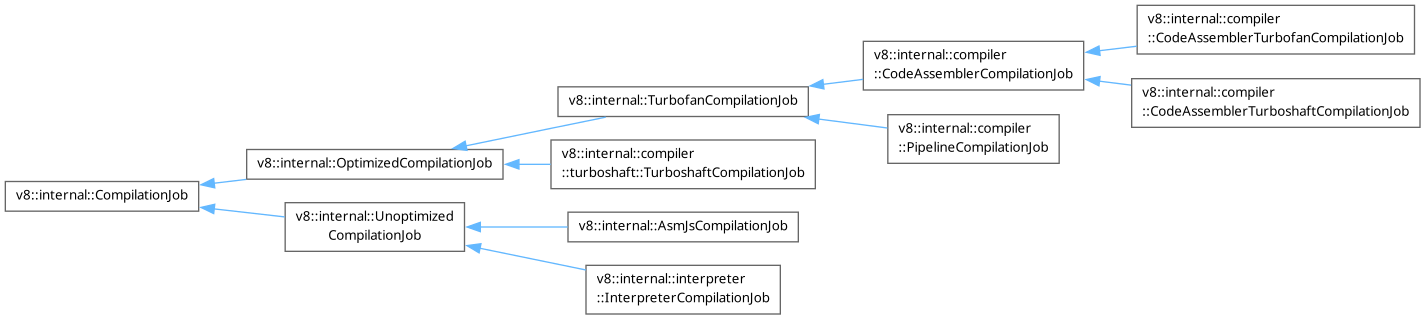 v8::internal::compiler
::CodeAssemblerTurbofanCompilationJob
v8::internal::compiler
::CodeAssemblerCompilationJob
v8::internal::compiler
::CodeAssemblerTurboshaftCompilationJob
v8::internal::TurbofanCompilationJob
v8::internal::compiler
::PipelineCompilationJob
v8::internal::OptimizedCompilationJob
v8::internal::compiler
::turboshaft::TurboshaftCompilationJob
v8::internal::CompilationJob
v8::internal::Unoptimized
CompilationJob
v8::internal::AsmJsCompilationJob
v8::internal::interpreter
::InterpreterCompilationJob